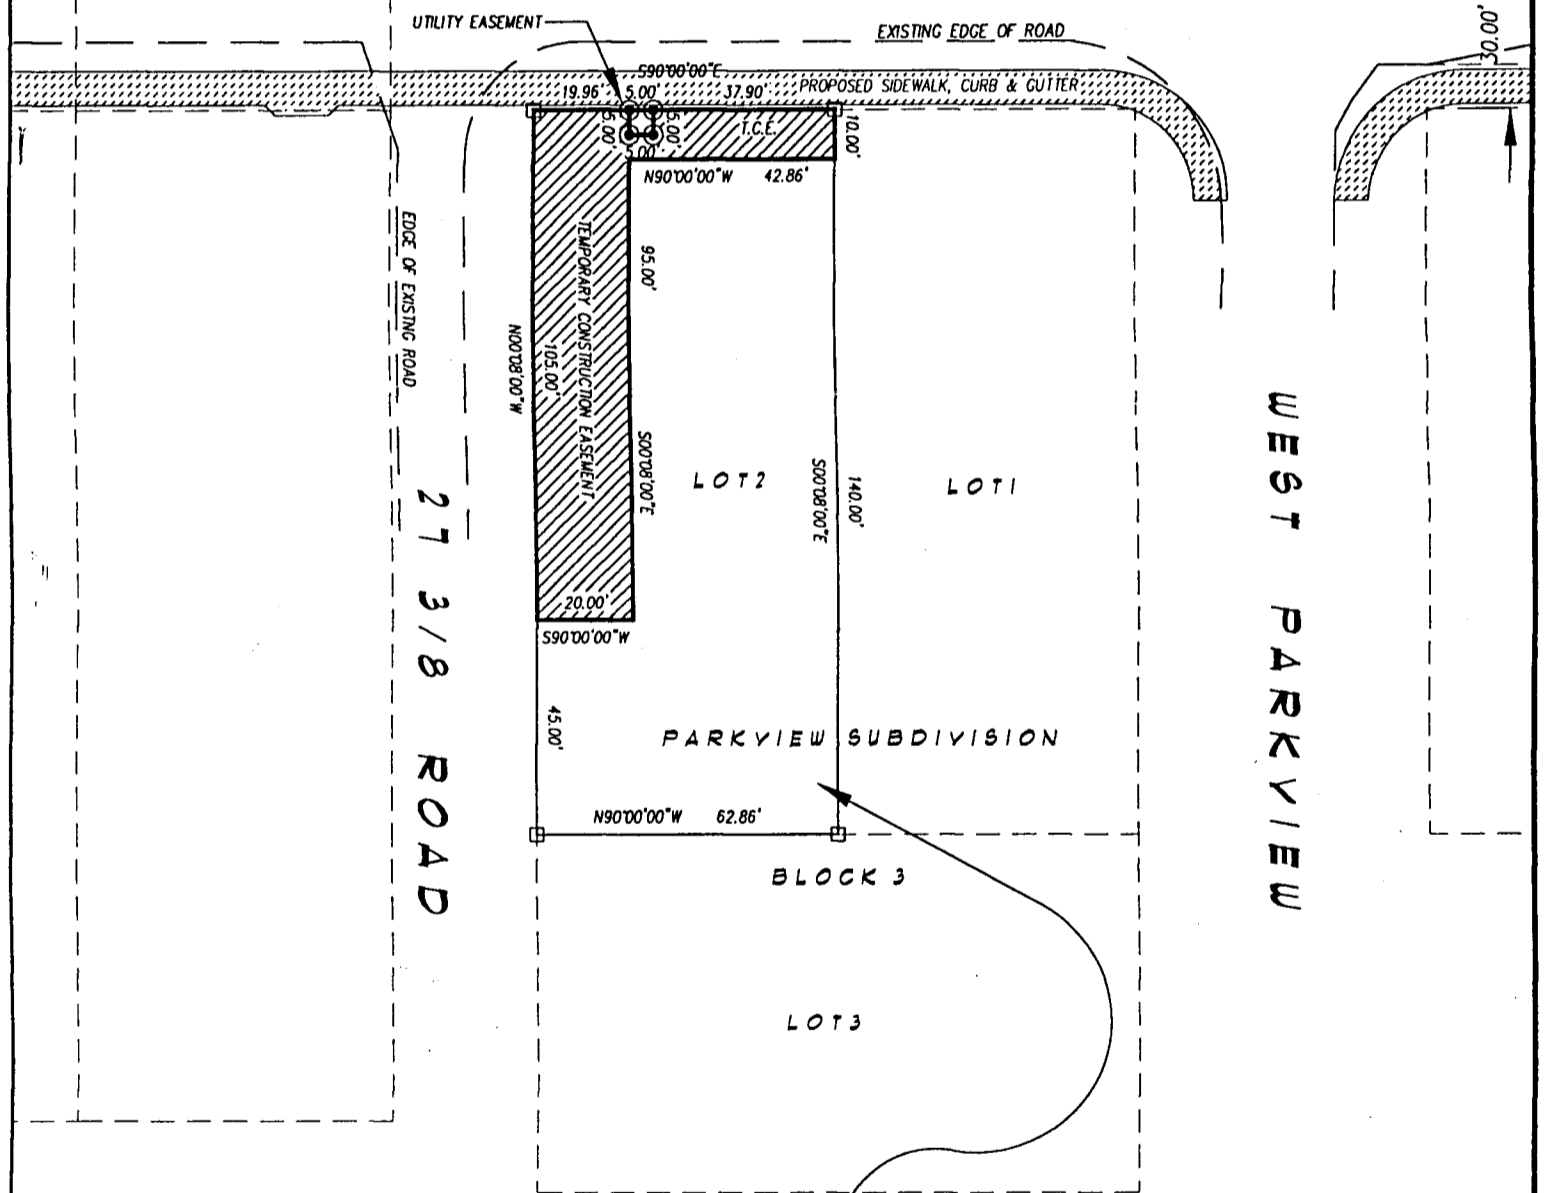 UTILITY EASEMENT
EXISTING EDGE OF ROAD
30.00'
S90°00'00"E
19.96'
5.00'
37.90'
PROPOSED SIDEWALK, CURB & GUTTER
5.00'
5.00'
5.00'
T.C.E.
10.00'
N90°00'00"W 42.86'
EDGE OF EXISTNG ROAD
TEMPORARY CONSTRUCTION EASEMENT
95.00'
N00°08'00"W
105.00'
S00°08'00"E
LOT 2
S00°08'00"E
140.00'
LOT 1
WEST PARKVIEW
27 3/8 ROAD
20.00'
S90°00'00"W
45.00'
PARKVIEW SUBDIVISION
N90°00'00"W 62.86'
BLOCK 3
LOT 3